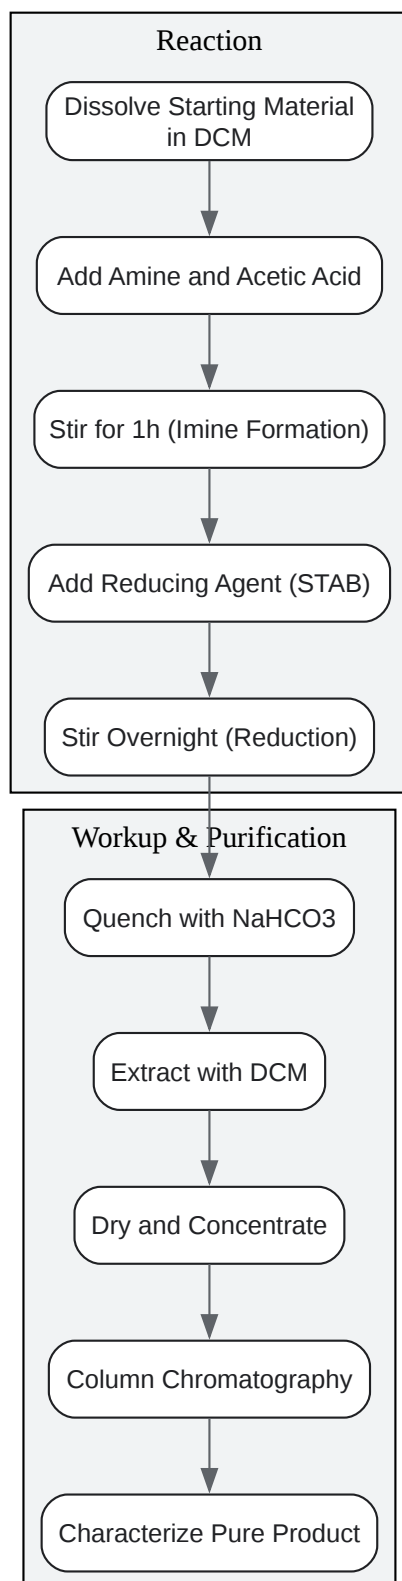 Reaction
Dissolve Starting Material
in DCM
Add Amine and Acetic Acid
Stir for 1h (Imine Formation)
Add Reducing Agent (STAB)
Stir Overnight (Reduction)
Workup & Purification
Quench with NaHCO3
Extract with DCM
Dry and Concentrate
Column Chromatography
Characterize Pure Product